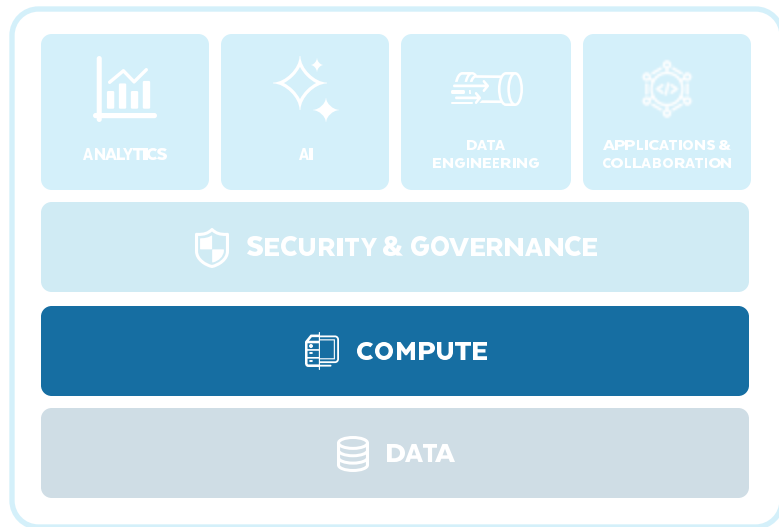 ANALYTICS
AI
DATA
ENGINEERING
APPLICATIONS &
COLLABORATION
SECURITY & GOVERNANCE
COMPUTE
DATA